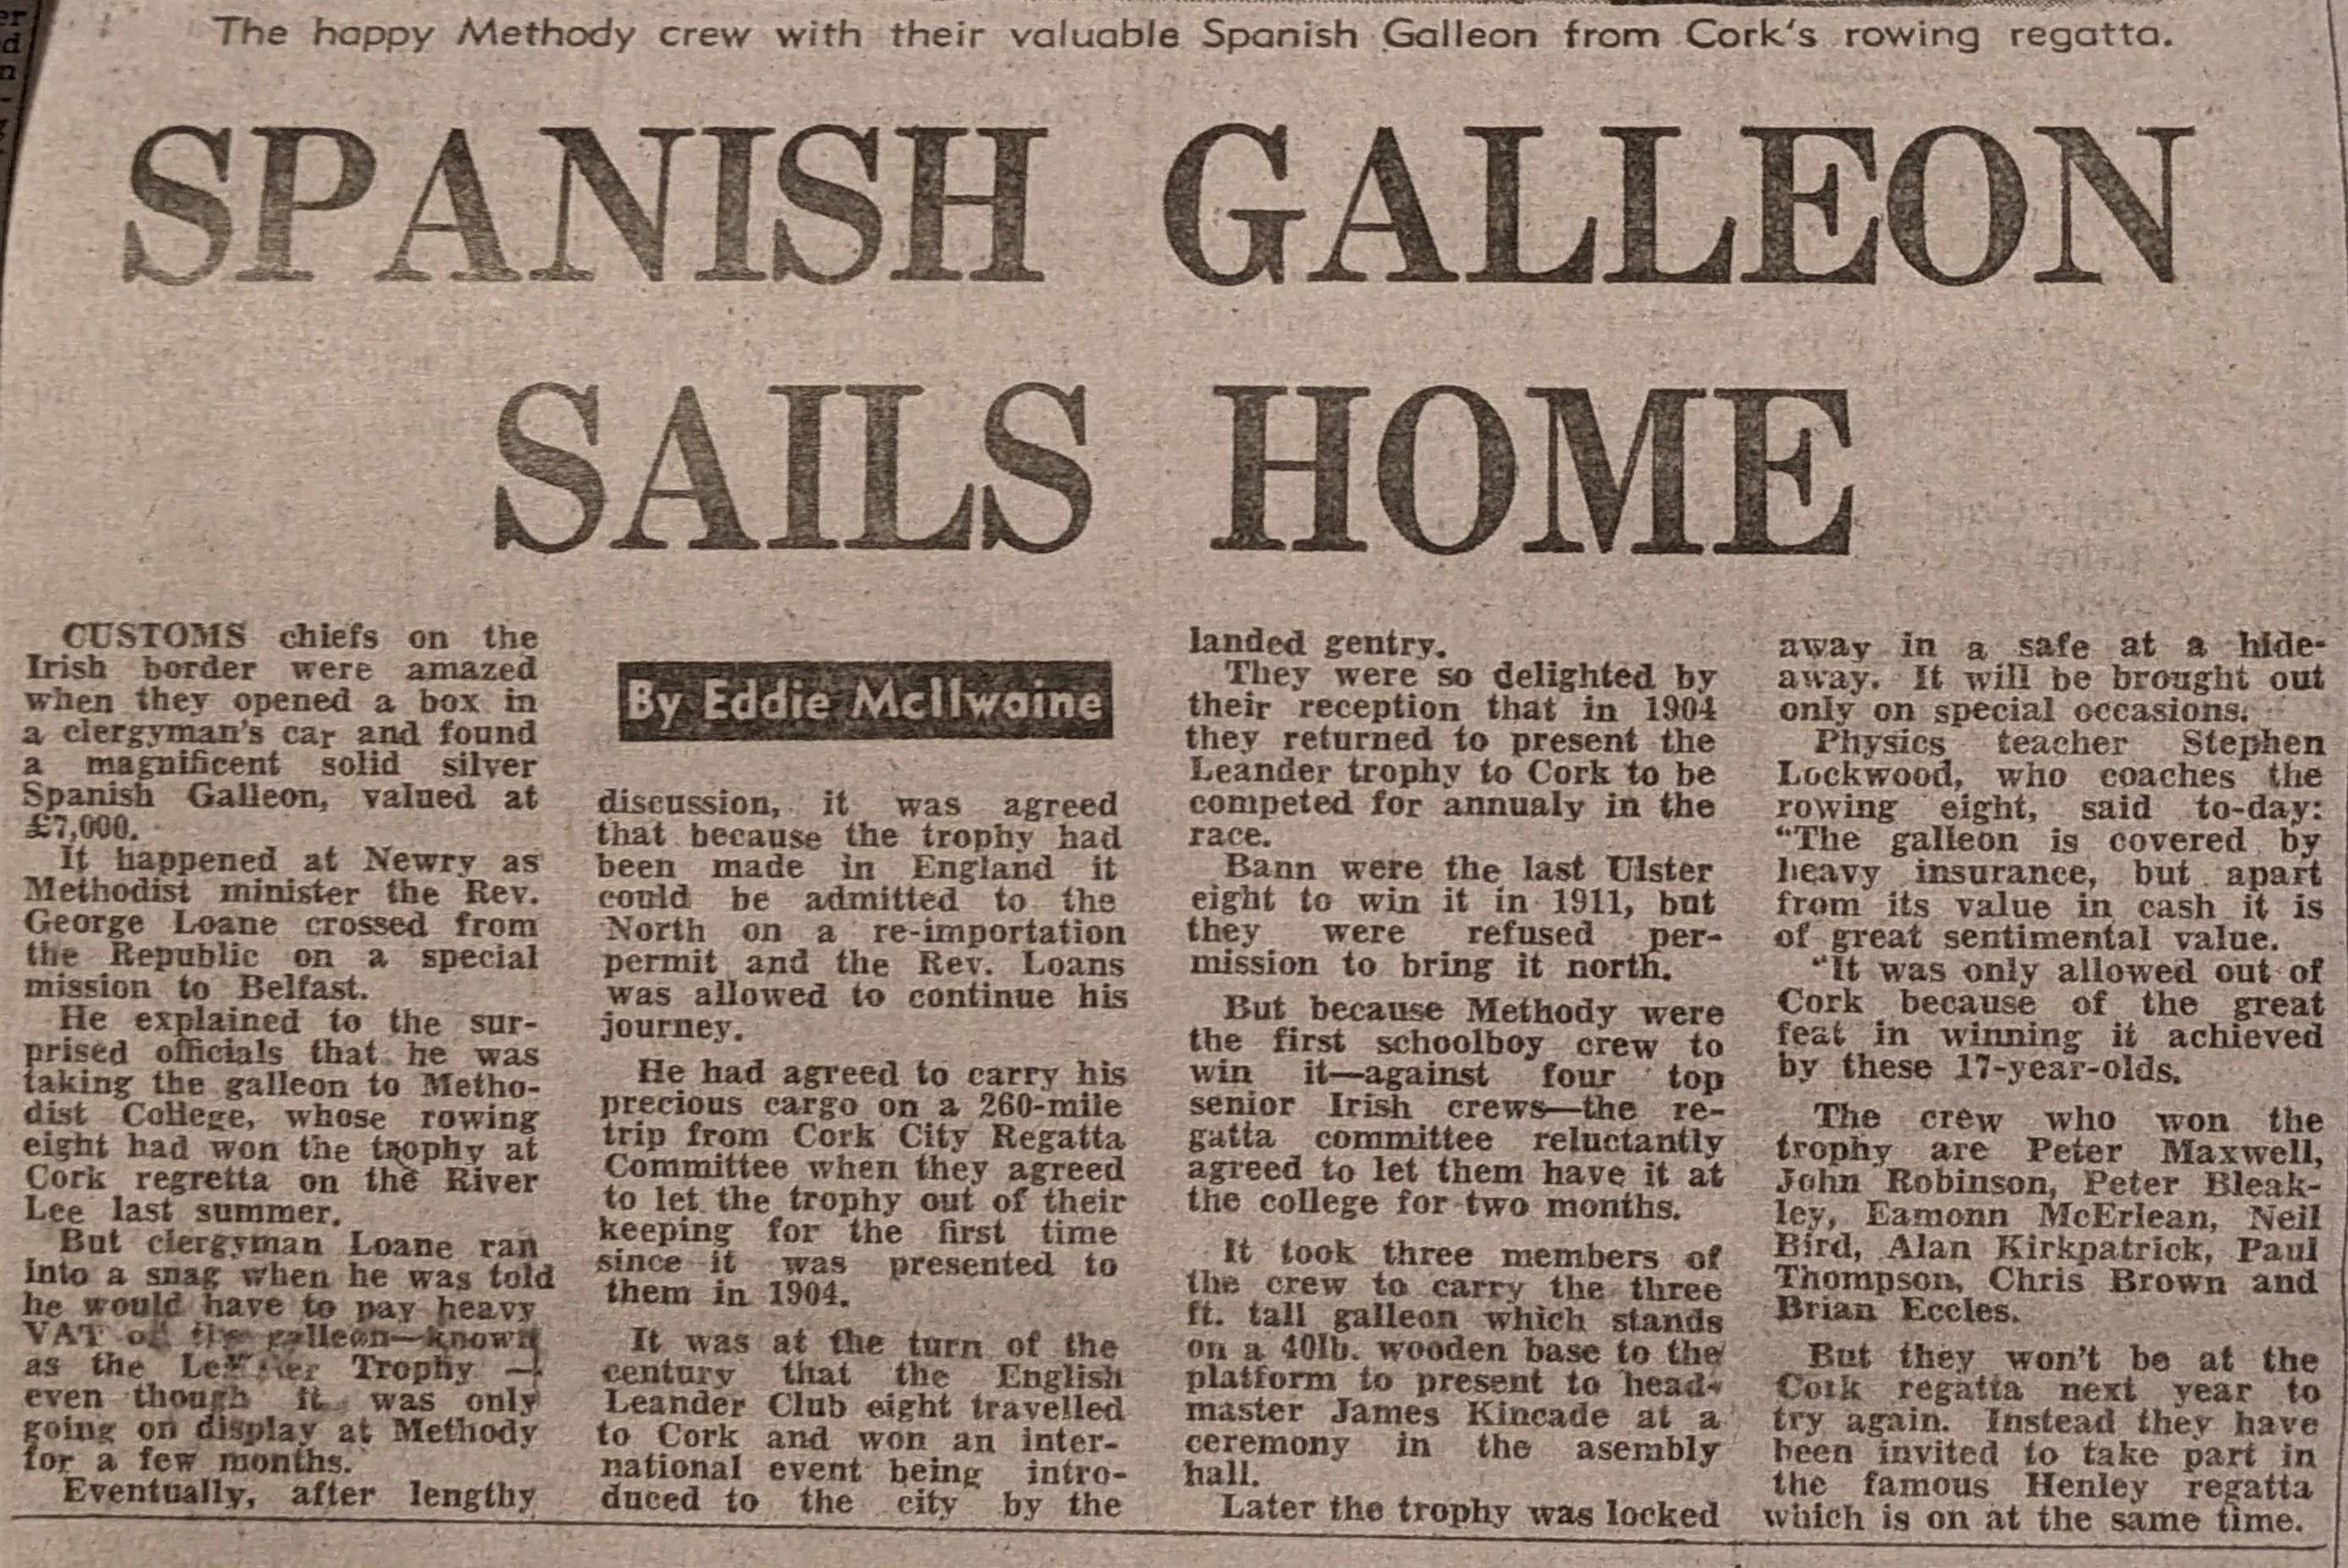 The happy Methody crew with their valuable Spanish Galleon from Cork's rowing regatta.
SPANISH GALLEON
SAILS HOME
CUSTOMS chiefs on the
Irish border were amazed
when they opened a box in
a clergyman's car and found
a magnificent solid silver
Spanish Galleon, valued at
£7,000.
It happened at Newry as
Methodist minister the Rev.
George Loane crossed from
the Republic on a special
mission to Belfast.
He explained to the sur-
prised officials that he was
taking the galleon to Metho-
dist College, whose rowing
eight had won the trophy at
Cork regretta on the River
Lee last summer.
But clergyman Loane ran
into a snag when he was told
he would have to pay heavy
VAT on the galleon—known
as the Trophy —
even though it was only
going on display at Methody
for a few months.
Eventually, after lengthy
By Eddie McIlwaine
discussion, it was agreed
that because the trophy had
been made in England it
could be admitted to the
North on a re-importation
permit and the Rev. Loans
was allowed to continue his
journey.
He had agreed to carry his
precious cargo on a 260-mile
trip from Cork City Regatta
Committee when they agreed
to let the trophy out of their
keeping for the first time
since it was presented to
them in 1904.
It was at the turn of the
century that the English
Leander Club eight travelled
to Cork and won an inter-
national event being intro-
duced to the city by the
landed gentry.
They were so delighted by
their reception that in 1904
they returned to present the
Leander trophy to Cork to be
competed for annualy in the
race.
Bann were the last Ulster
eight to win it in 1911, but
they were refused per-
mission to bring it north.
But because Methody were
the first schoolboy crew to
win it—against four top
senior Irish crews—the re-
gatta committee reluctantly
agreed to let them have it at
the college for two months.
It took three members of
the crew to carry the three
ft. tall galleon which stands
on a 40lb. wooden base to the
platform to present to head-
master James Kincade at a
ceremony in the asembly
hall.
Later the trophy was locked
away in a safe at a hide-
away. It will be brought out
only on special occasions.
Physics teacher Stephen
Lockwood, who coaches the
rowing eight, said to-day:
"The galleon is covered by
heavy insurance, but apart
from its value in cash it is
of great sentimental value.
"It was only allowed out of
Cork because of the great
feat in winning it achieved
by these 17-year-olds.
The crew who won the
trophy are Peter Maxwell,
John Robinson, Peter Bleak-
ley, Eamonn McErlean, Neil
Bird, Alan Kirkpatrick, Paul
Thompson, Chris Brown and
Brian Eccles.
But they won't be at the
Cork regatta next year to
try again. Instead they have
been invited to take part in
the famous Henley regatta
which is on at the same time.